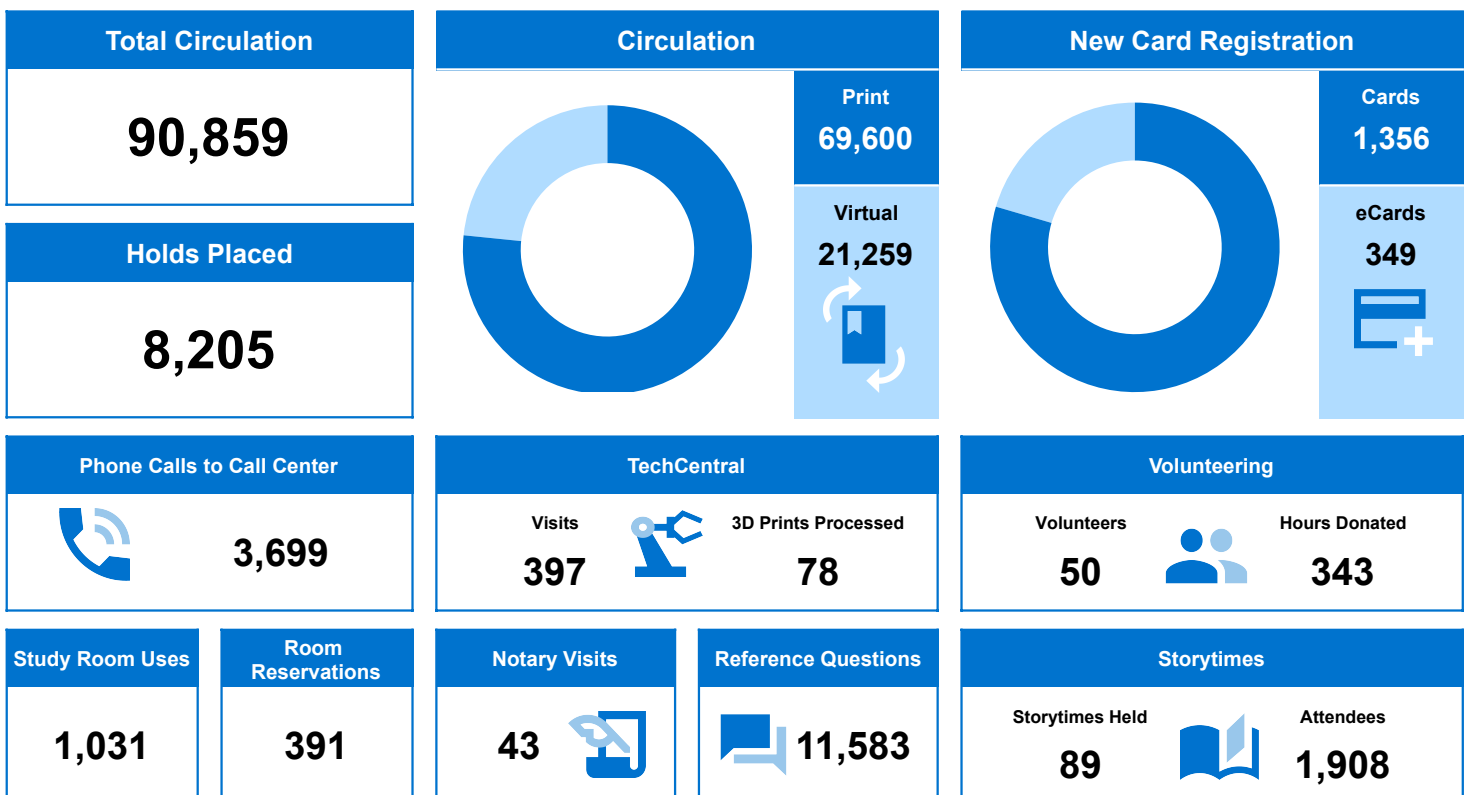 Total Circulation
90,859
Circulation
Print
69,600
Virtual
21,259
New Card Registration
Cards
1,356
eCards
349
Holds Placed
8,205
Phone Calls to Call Center
3,699
TechCentral
Visits
397
3D Prints Processed
78
Volunteering
Volunteers
50
Hours Donated
343
Study Room Uses
1,031
Room
Reservations
391
Notary Visits
43
Reference Questions
11,583
Storytimes
Storytimes Held
89
Attendees
1,908